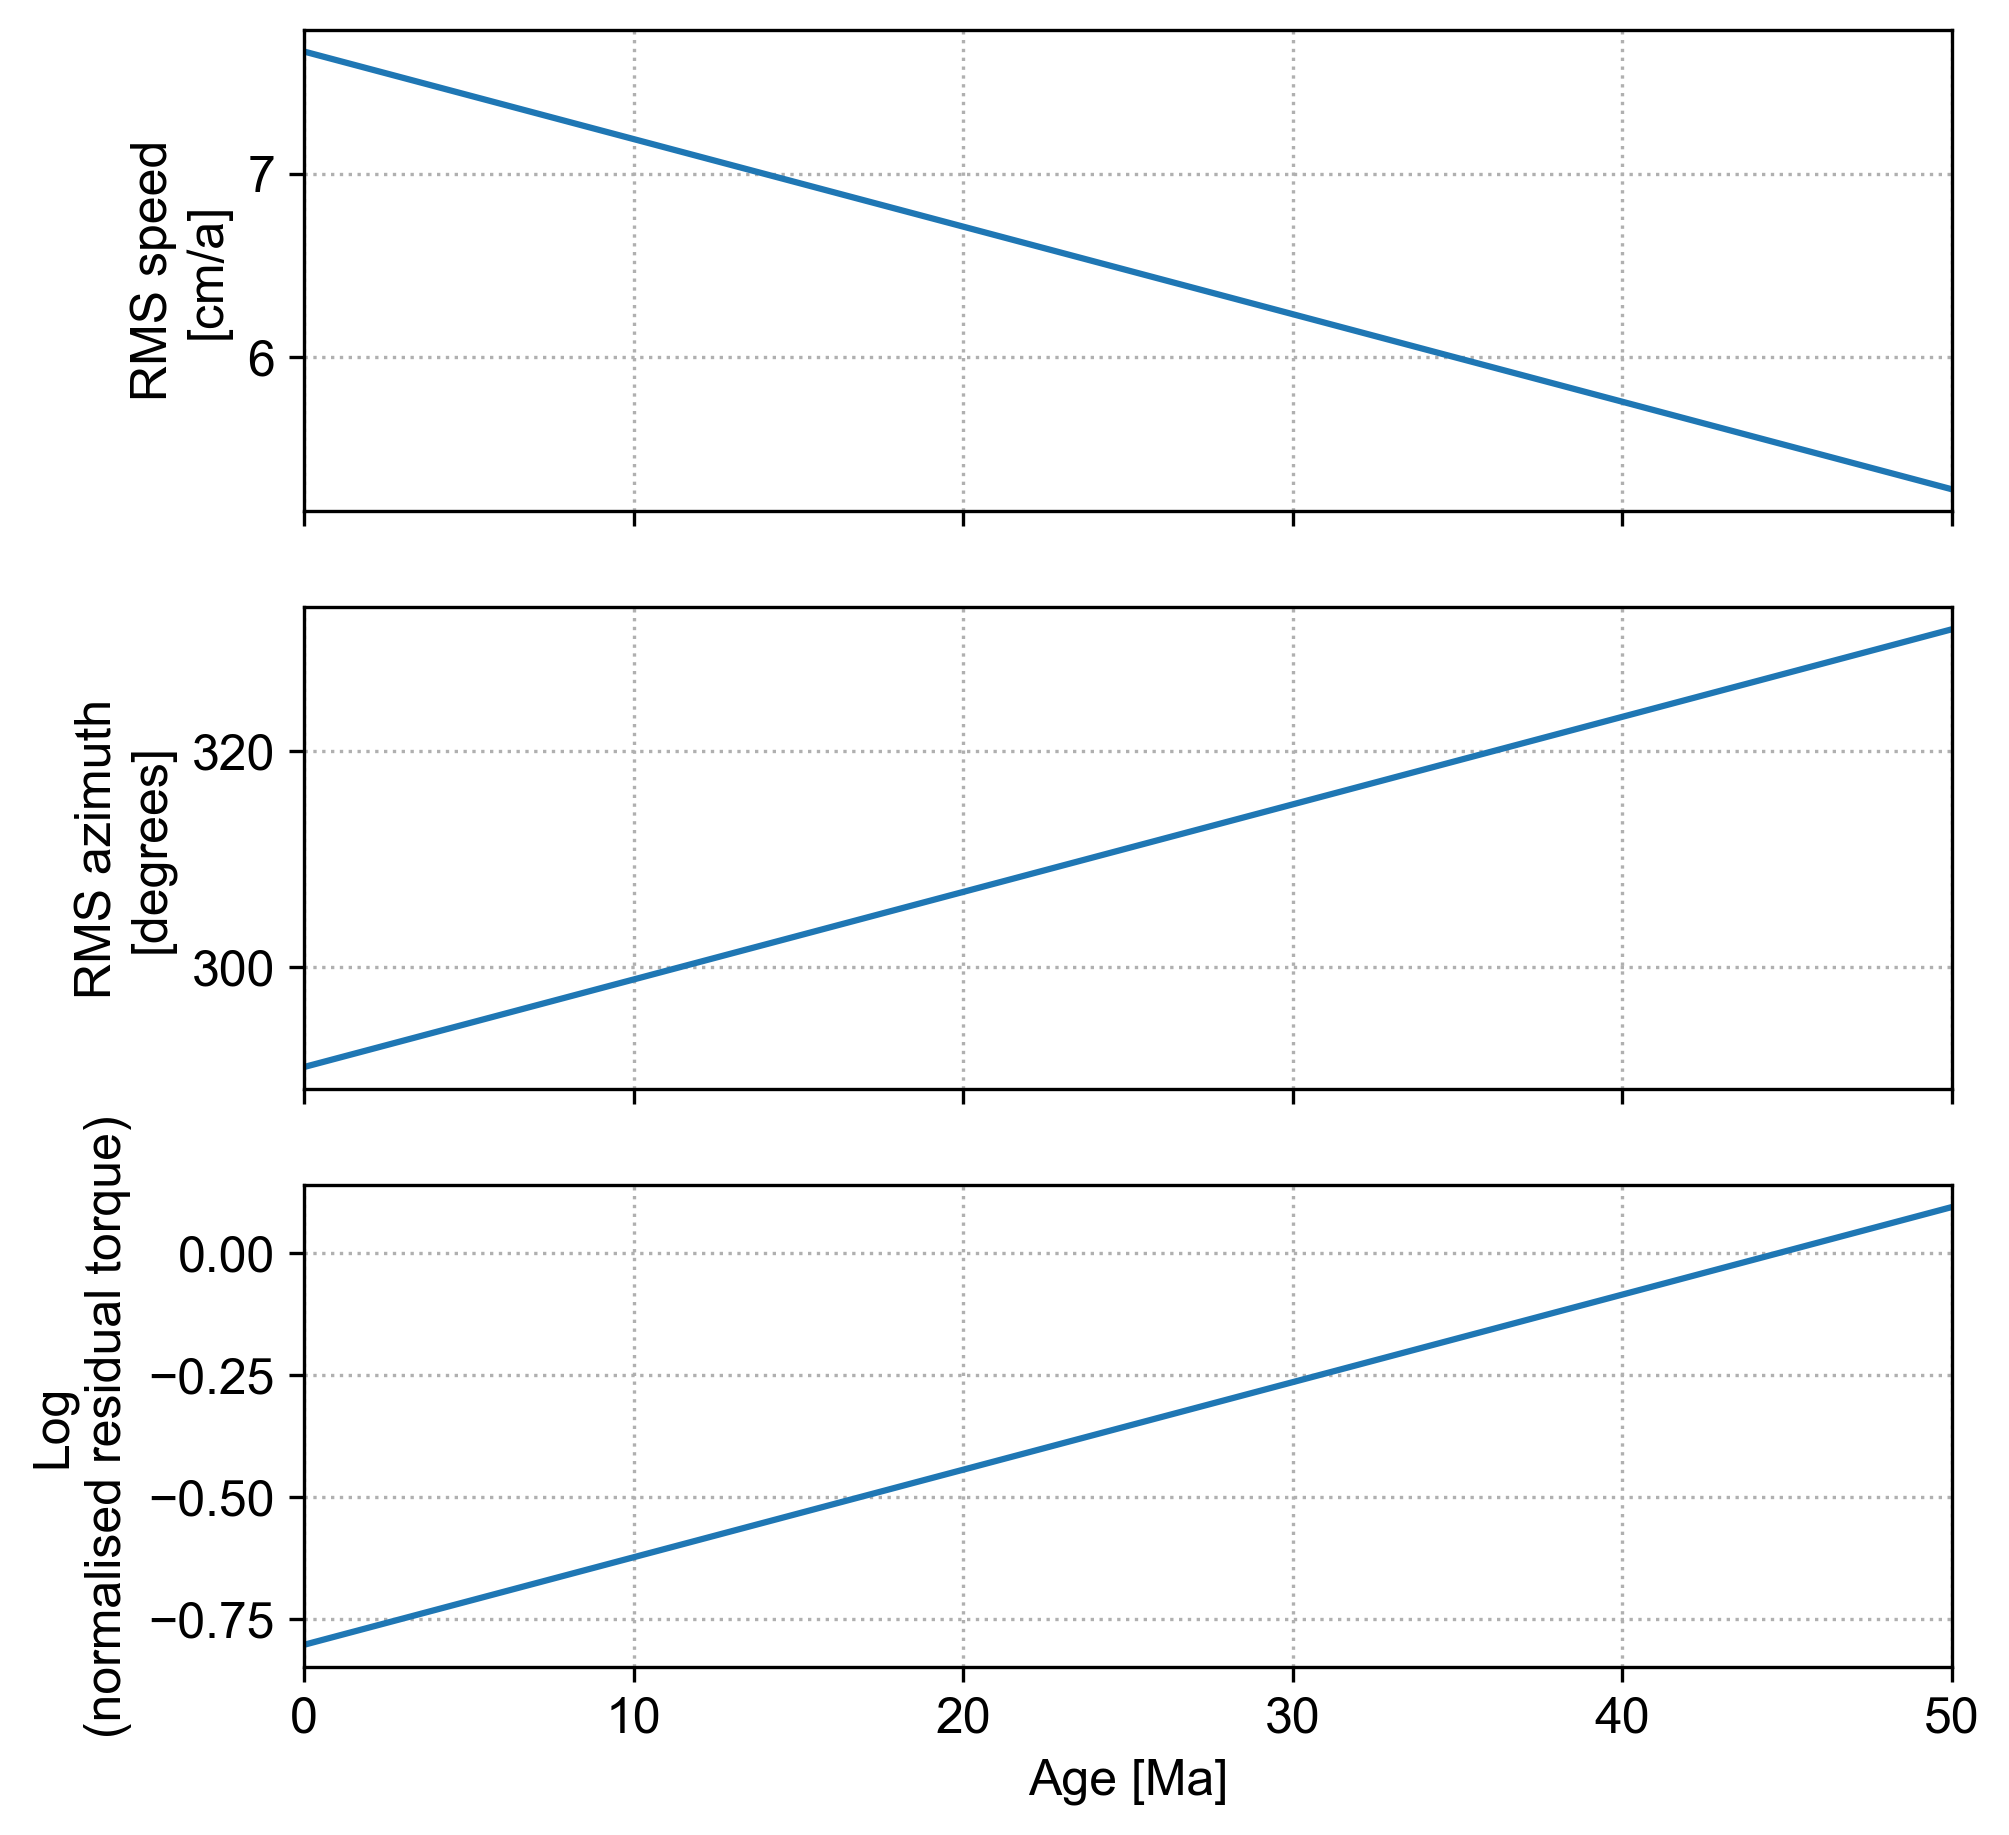 RMS speed
[cm/a]
7
6
RMS azimuth
[degrees]
320
300
Log
(normalised residual torque)
0.00
−0.25
−0.50
−0.75
0 10 20 30 40 50
Age [Ma]